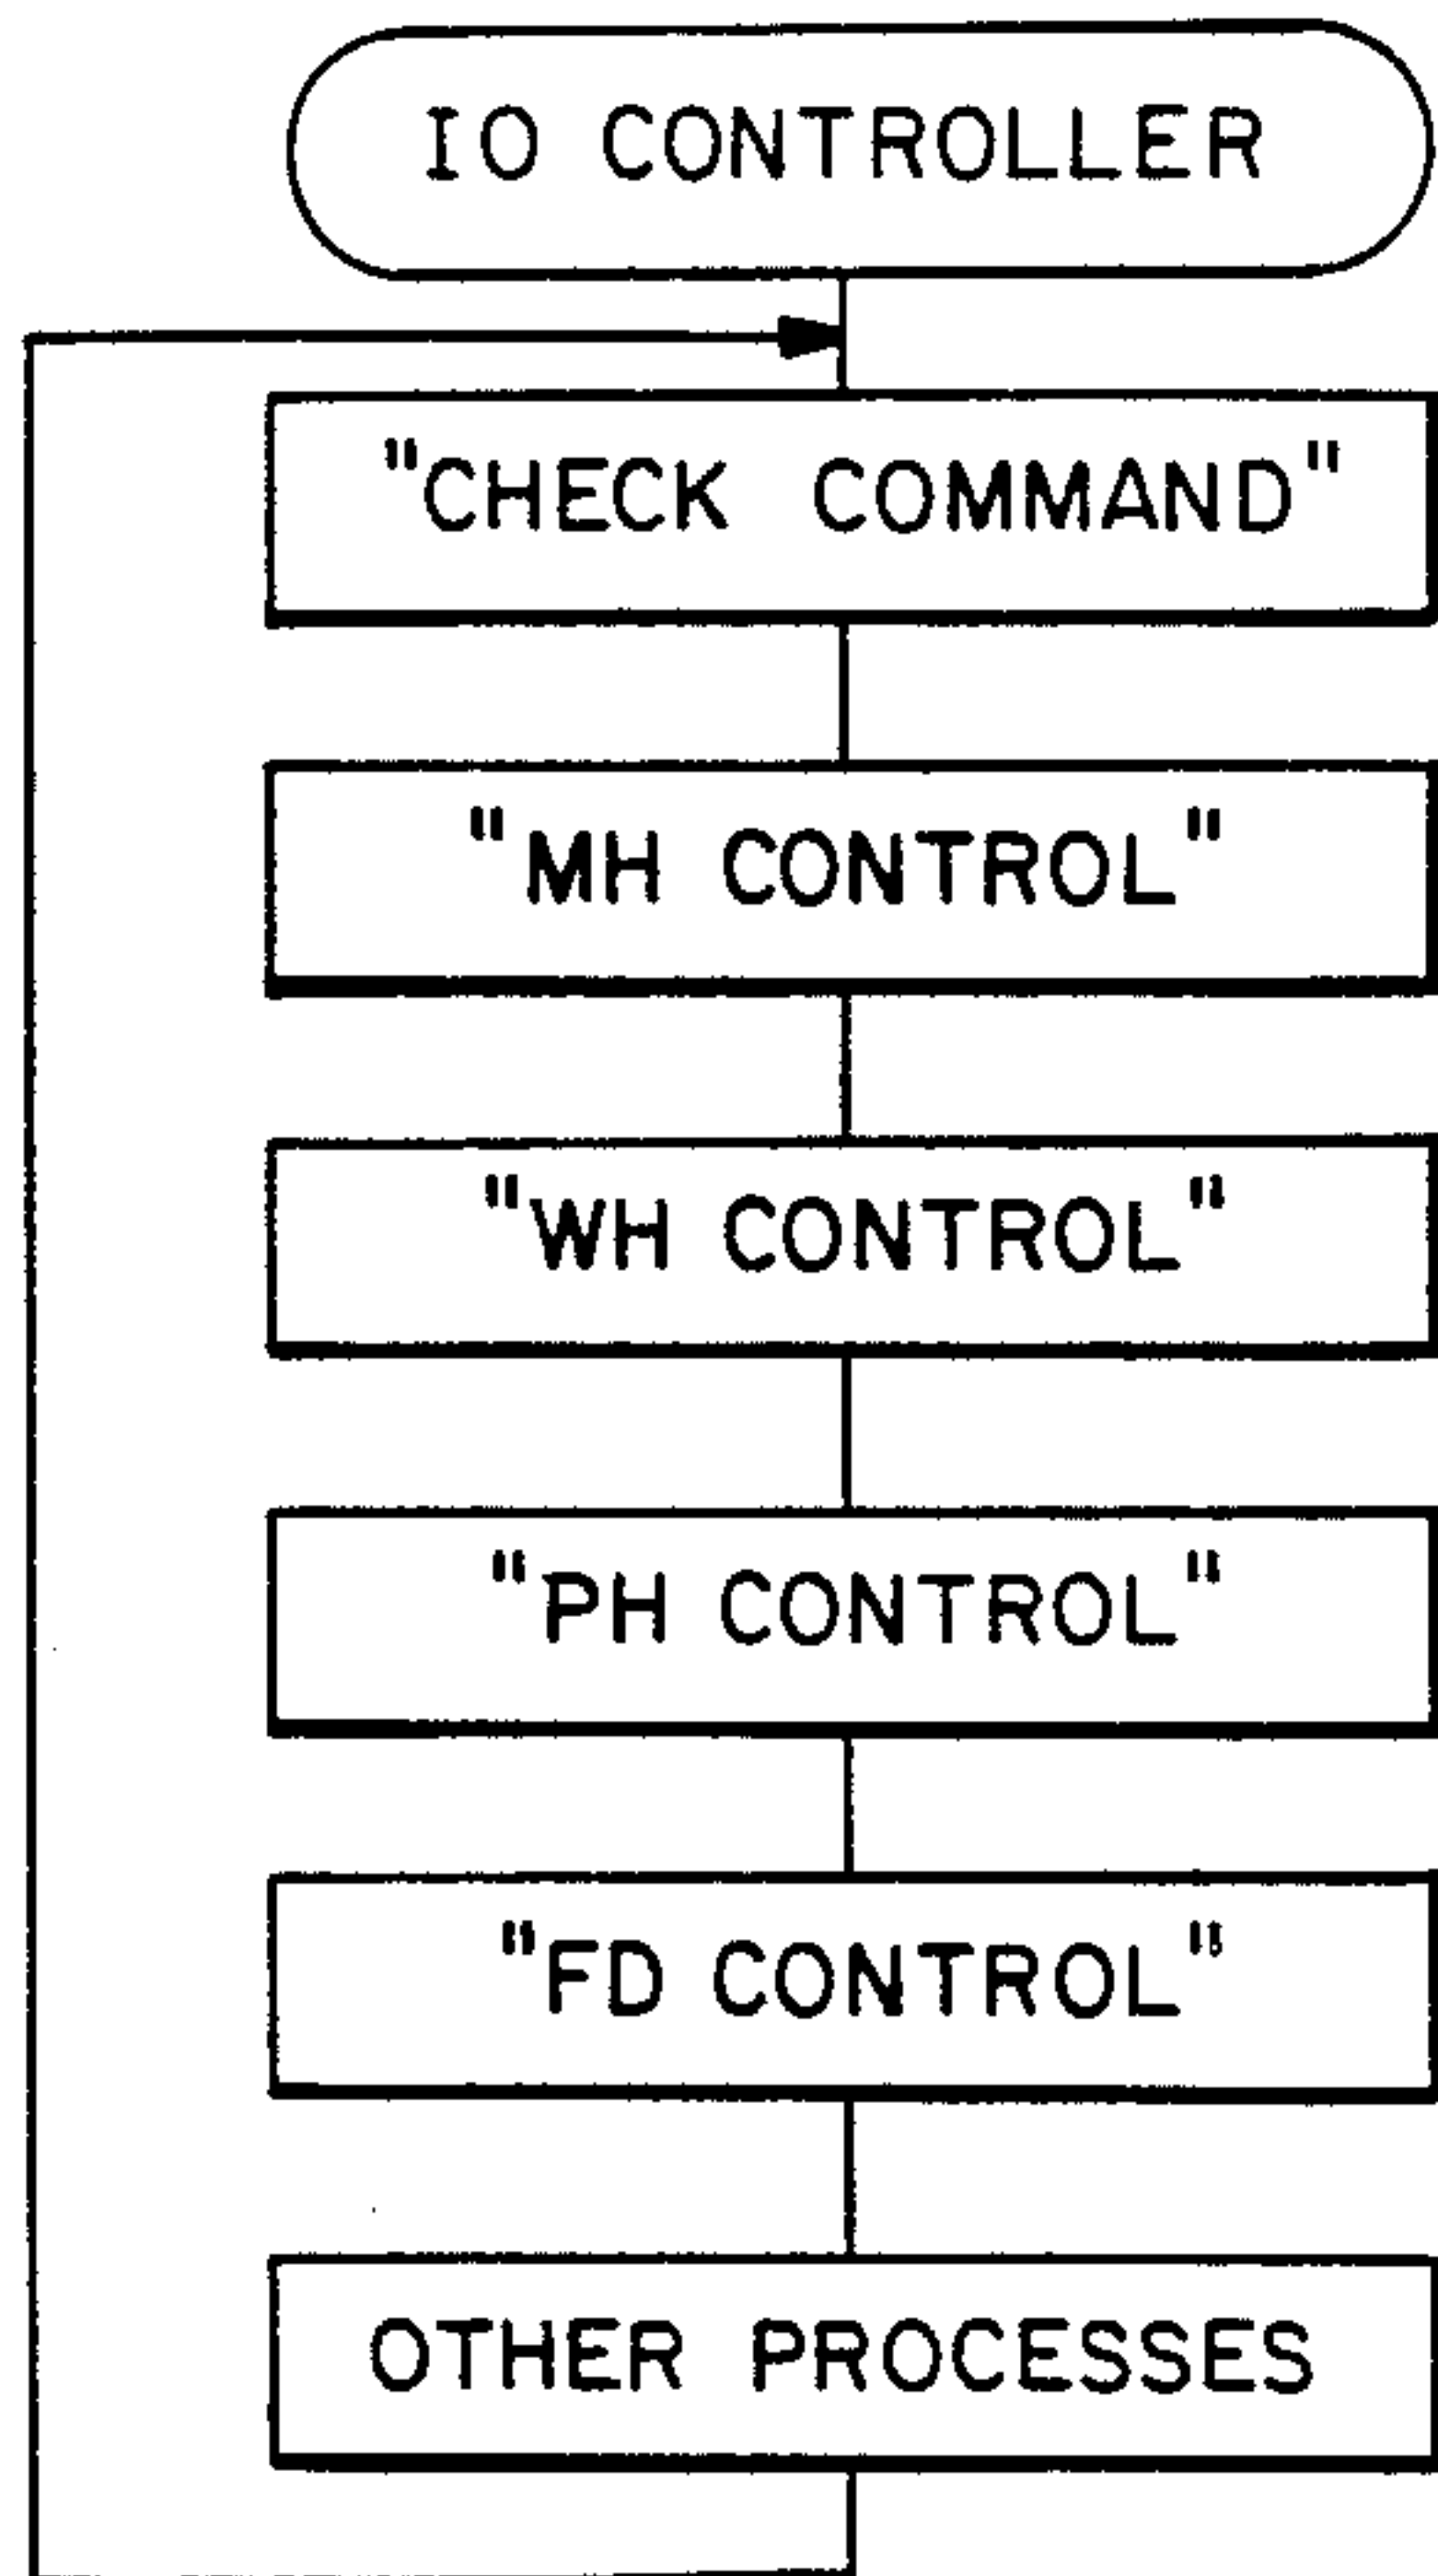 IO CONTROLLER
"CHECK COMMAND"
"MH CONTROL"
"WH CONTROL"
"PH CONTROL"
"FD CONTROL"
OTHER PROCESSES